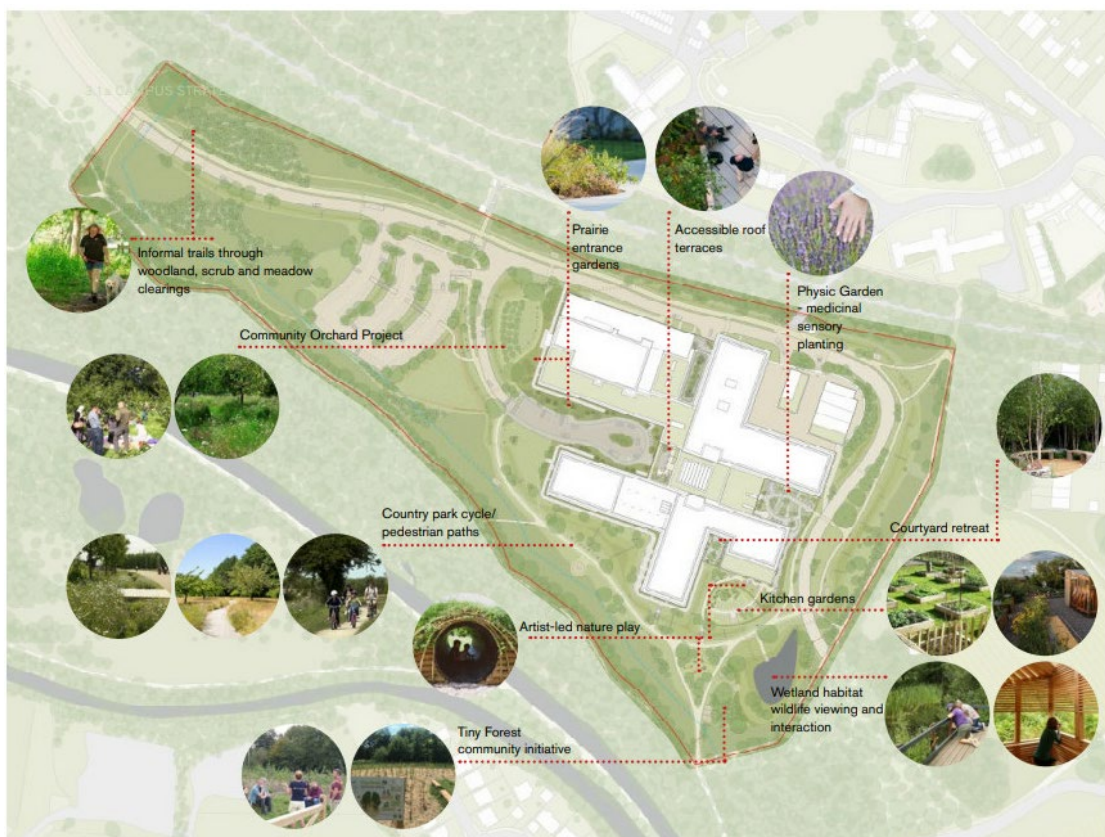 Prairie
entrance
gardens
Accessible roof
terraces
Informal trails through
woodland, scrub and meadow
clearings
Physic Garden
- medicinal
sensory
planting
Community Orchard Project
Country park cycle/
pedestrian paths
Courtyard retreat
Kitchen gardens
Artist-led nature play
Wetland habitat
wildlife viewing and
interaction
Tiny Forest
community initiative